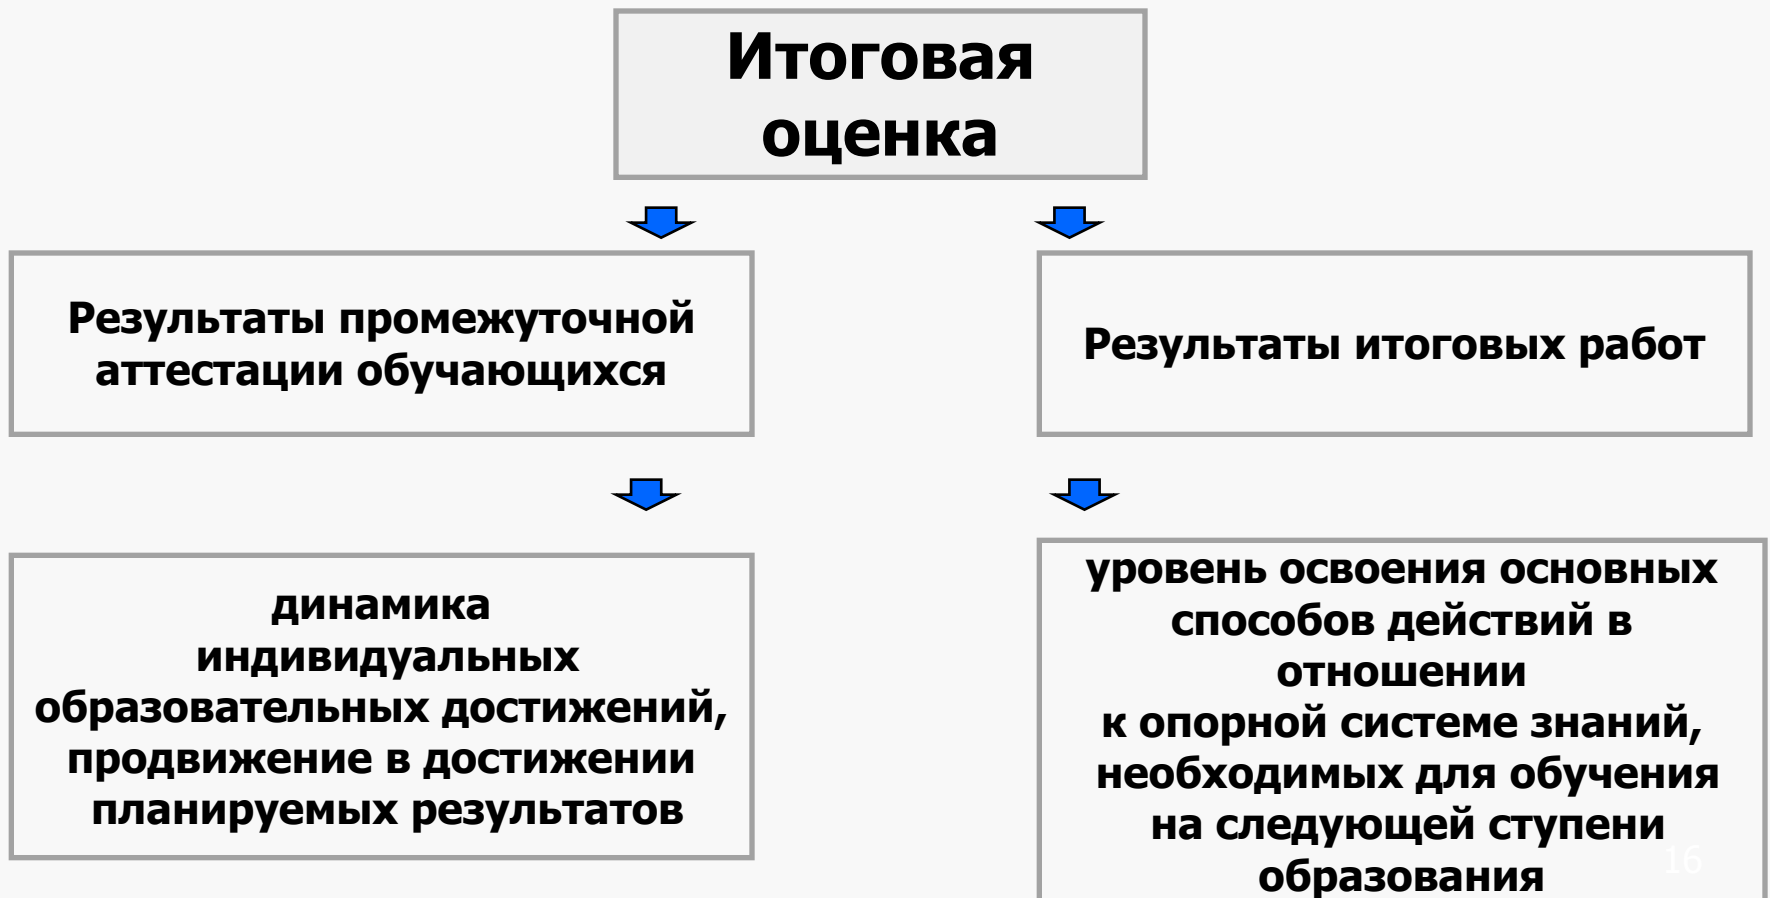 Итоговая
оценка
Результаты промежуточной
аттестации обучающихся
Результаты итоговых работ
динамика
индивидуальных
образовательных достижений,
продвижение в достижении
планируемых результатов
уровень освоения основных
способов действий в
отношении
к опорной системе знаний,
необходимых для обучения
на следующей ступени
образования
16